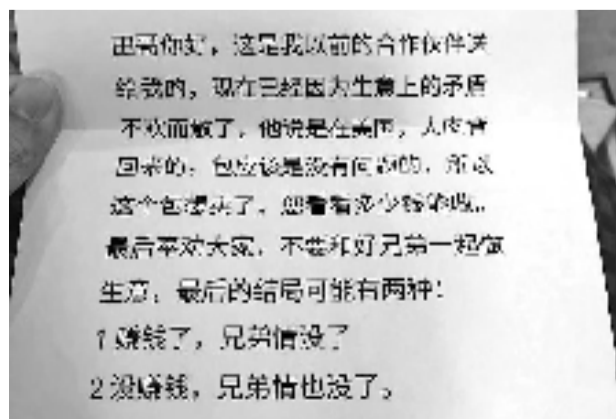 哥你好，这是我以前的合作伙伴送
给我的，现在已经因为生意上的矛盾
不欢而散了，他说是在美国，人肉背
回来的，包应该是没有问题的，所以
这个包想卖了，您看看多少钱能收。
最后奉劝大家，不要和好兄弟一起做
生意，最后的结局可能有两种！
1 赚钱了，兄弟情没了
2 没赚钱，兄弟情也没了。